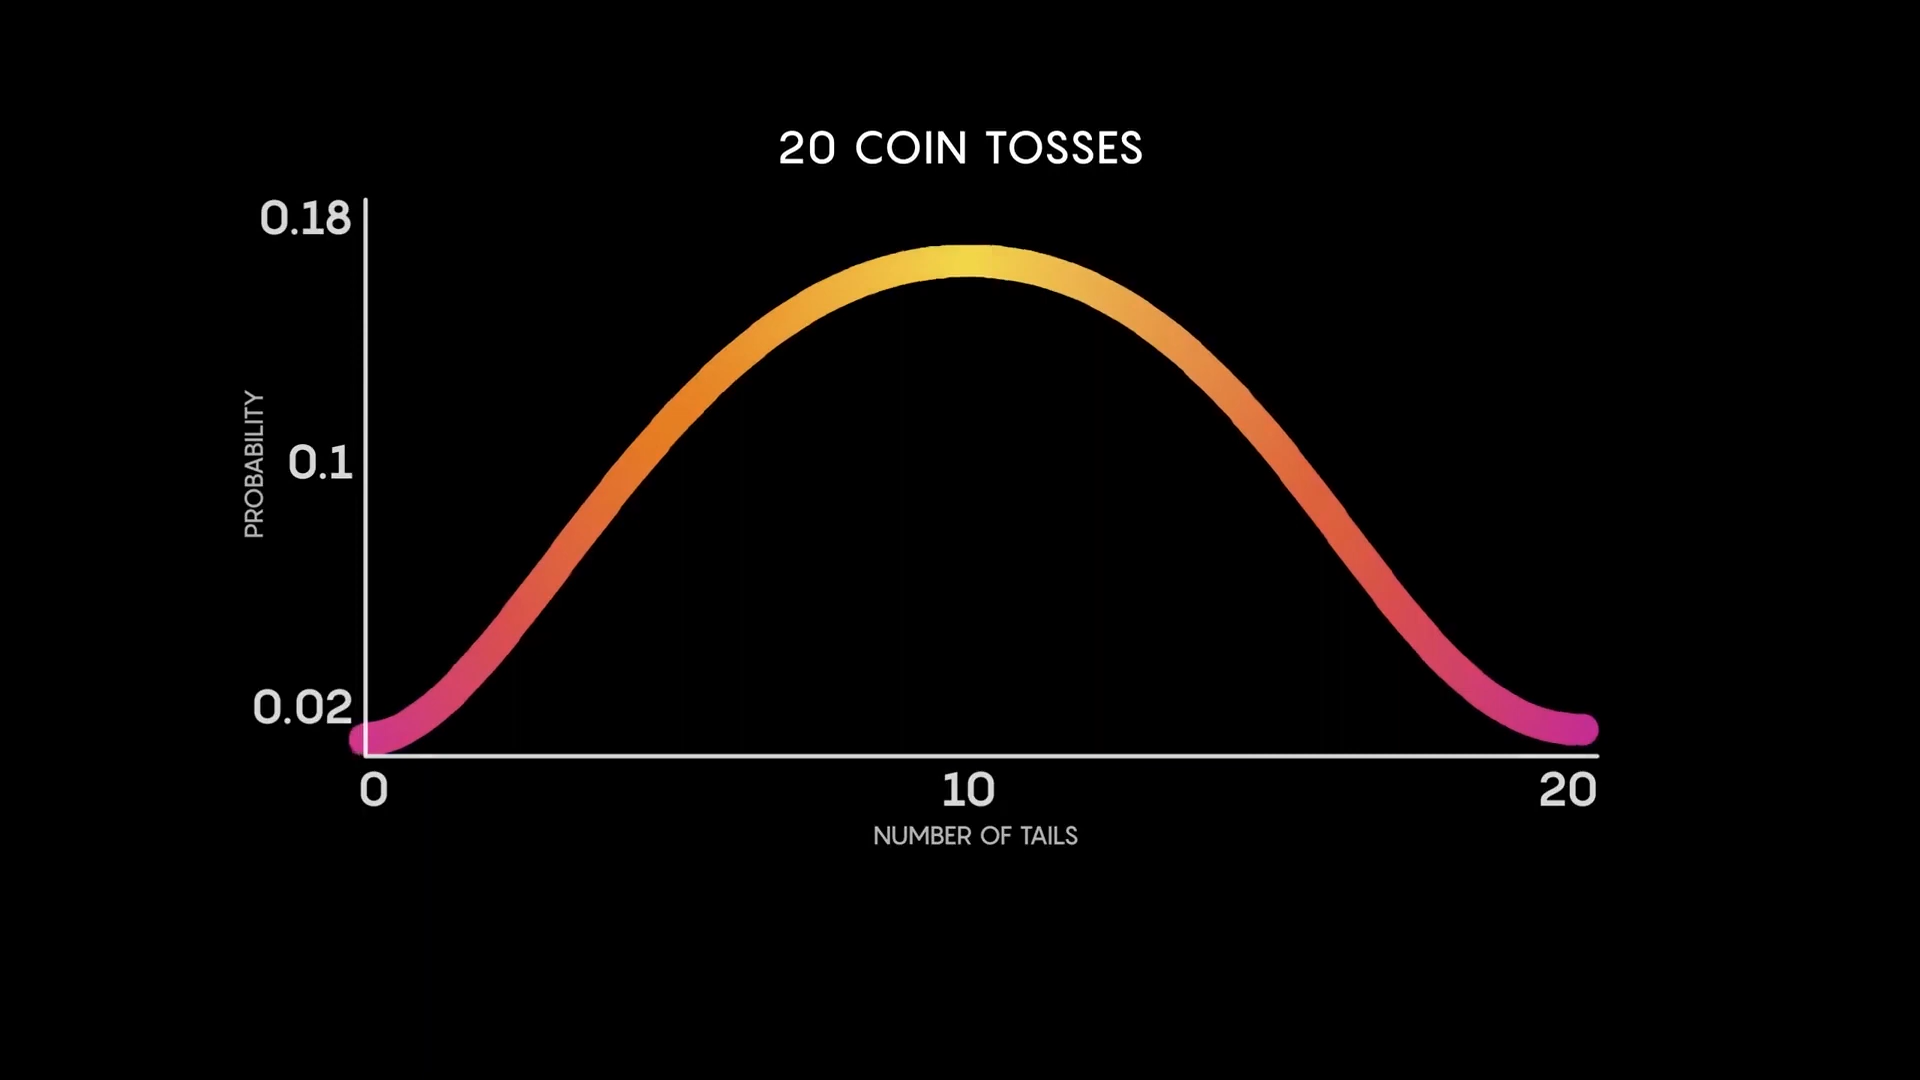 20 COIN TOSSES
0.18
PROBABILITY
0.1
0.02
0
10
20
NUMBER OF TAILS